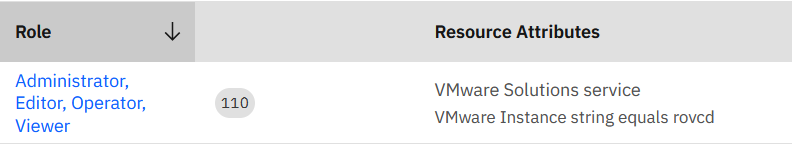 Role ↓ Resource Attributes
Administrator,
Editor, Operator,
Viewer
110
VMware Solutions service
VMware Instance string equals rovcd